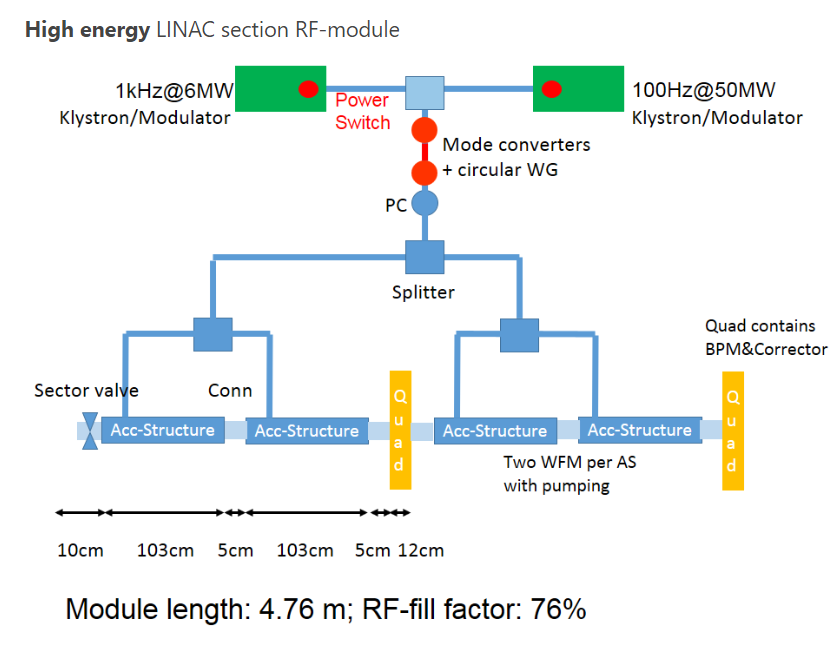 High energy LINAC section RF-module
1kHz@6MW
Klystron/Modulator
Power
Switch
100Hz@50MW
Klystron/Modulator
Mode converters
+ circular WG
PC
Splitter
Quad contains
BPM&Corrector
Sector valve
Conn
Acc-Structure
Acc-Structure
Quad
Acc-Structure
Acc-Structure
Quad
Two WFM per AS
with pumping
10cm 103cm 5cm 103cm 5cm 12cm
Module length: 4.76 m; RF-fill factor: 76%